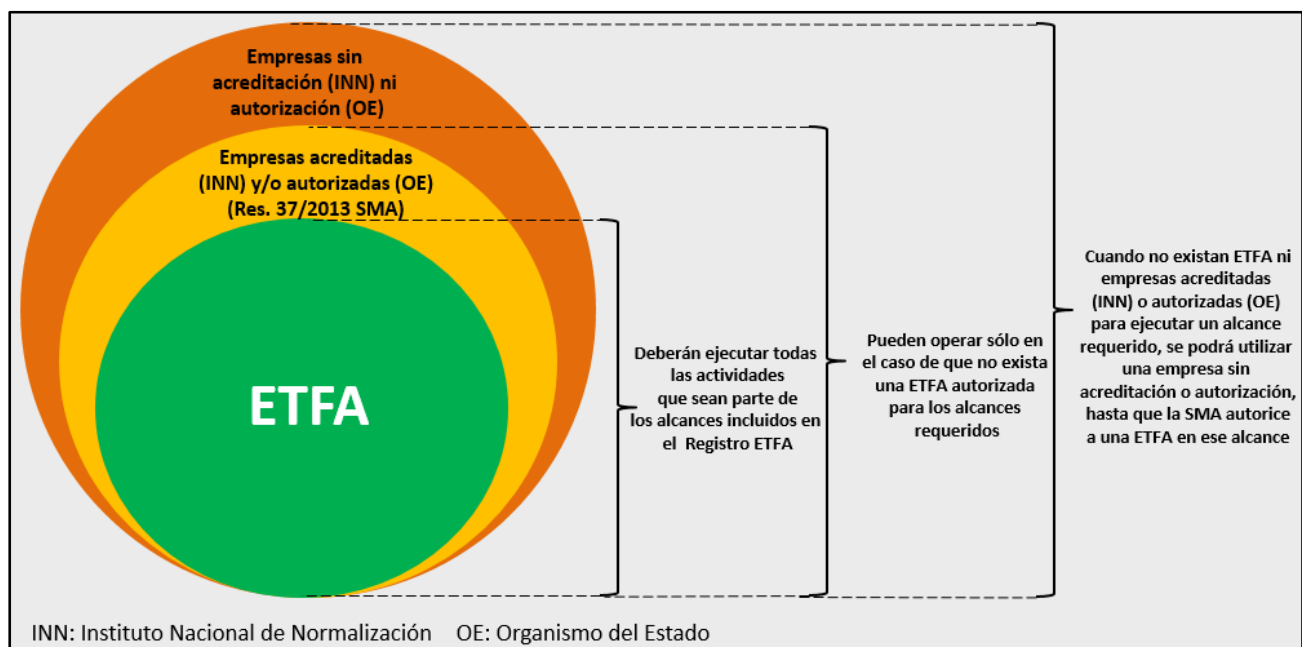 Empresas sin
acreditación (INN) ni
autorización (OE)
Empresas acreditadas
(INN) y/o autorizadas (OE)
(Res. 37/2013 SMA)
ETFA
Deberán ejecutar todas
las actividades
que sean parte de
los alcances incluidos en
el Registro ETFA
Pueden operar sólo en
el caso de que no exista
una ETFA autorizada
para los alcances
requeridos
Cuando no existan ETFA ni
empresas acreditadas
(INN) o autorizadas (OE)
para ejecutar un alcance
requerido, se podrá utilizar
una empresa sin
acreditación o autorización,
hasta que la SMA autorice
a una ETFA en ese alcance
INN: Instituto Nacional de Normalización OE: Organismo del Estado